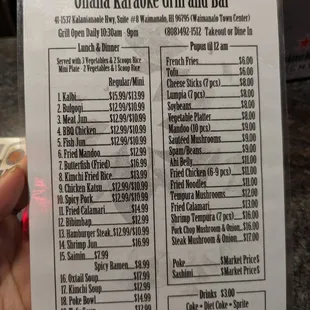 Ohana Karaoke Grill and Bar
41-1537 Kalanianaole Hwy, Suite #8 Waimanalo, HI 96795 (Waimanalo Town Center)
Grill Open Daily 10:30am - 9pm
(808)492-1512 Takeout or Dine In
Lunch & Dinner
Served with 3 Vegetables & 2 Scoops Rice
Mini Plate - 2 Vegetables & 1 Scoop Rice
Regular/Mini
1. Kalbi...$15.99/$13.99
2. Bulgogi...$12.99/$10.99
3. Meat Jun...$12.99/$10.99
4. BBQ Chicken...$12.99/$10.99
5. Fish Jun...$12.99/$10.99
6. Fried Mandoo...$12.99
7. Butterfish (Fried)...$16.99
8. Kimchi Fried Rice...$13.99
9. Chicken Katsu...$12.99/$10.99
10. Spicy Pork...$12.99/$10.99
11. Fried Calamari...$14.99
12. Bibimbap...$12.99
13. Hamburger Steak...$12.99/$10.99
14. Shrimp Jun...$16.99
15. Saimin...$7.99
Spicy Ramen...$8.99
16. Oxtail Soup...$17.99
17. Kimchi Soup...$12.99
18. Poke Bowl...$14.99
Pupus til 12 am
French Fries...$6.00
Tofu...$6.00
Cheese Sticks (7 pcs)...$8.00
Lumpia (7 pcs)...$8.00
Soybeans...$8.00
Vegetable Platter...$8.00
Mandoo (10 pcs)...$9.00
Sauteed Mushrooms...$9.00
Spam/Beans...$9.00
Ahi Belly...$11.00
Fried Chicken (6-9 pcs)...$11.00
Fried Noodles...$11.00
Tempura Mushrooms...$12.00
Fried Calamari...$13.00
Shrimp Tempura (7 pcs)...$16.00
Pork Chop Mushroom & Onion...$16.00
Steak Mushroom & Onion...$17.00
Poke...$Market Price$
Sashimi...$Market Price$
Drinks $3.00
Coke • Diet Coke • Sprite